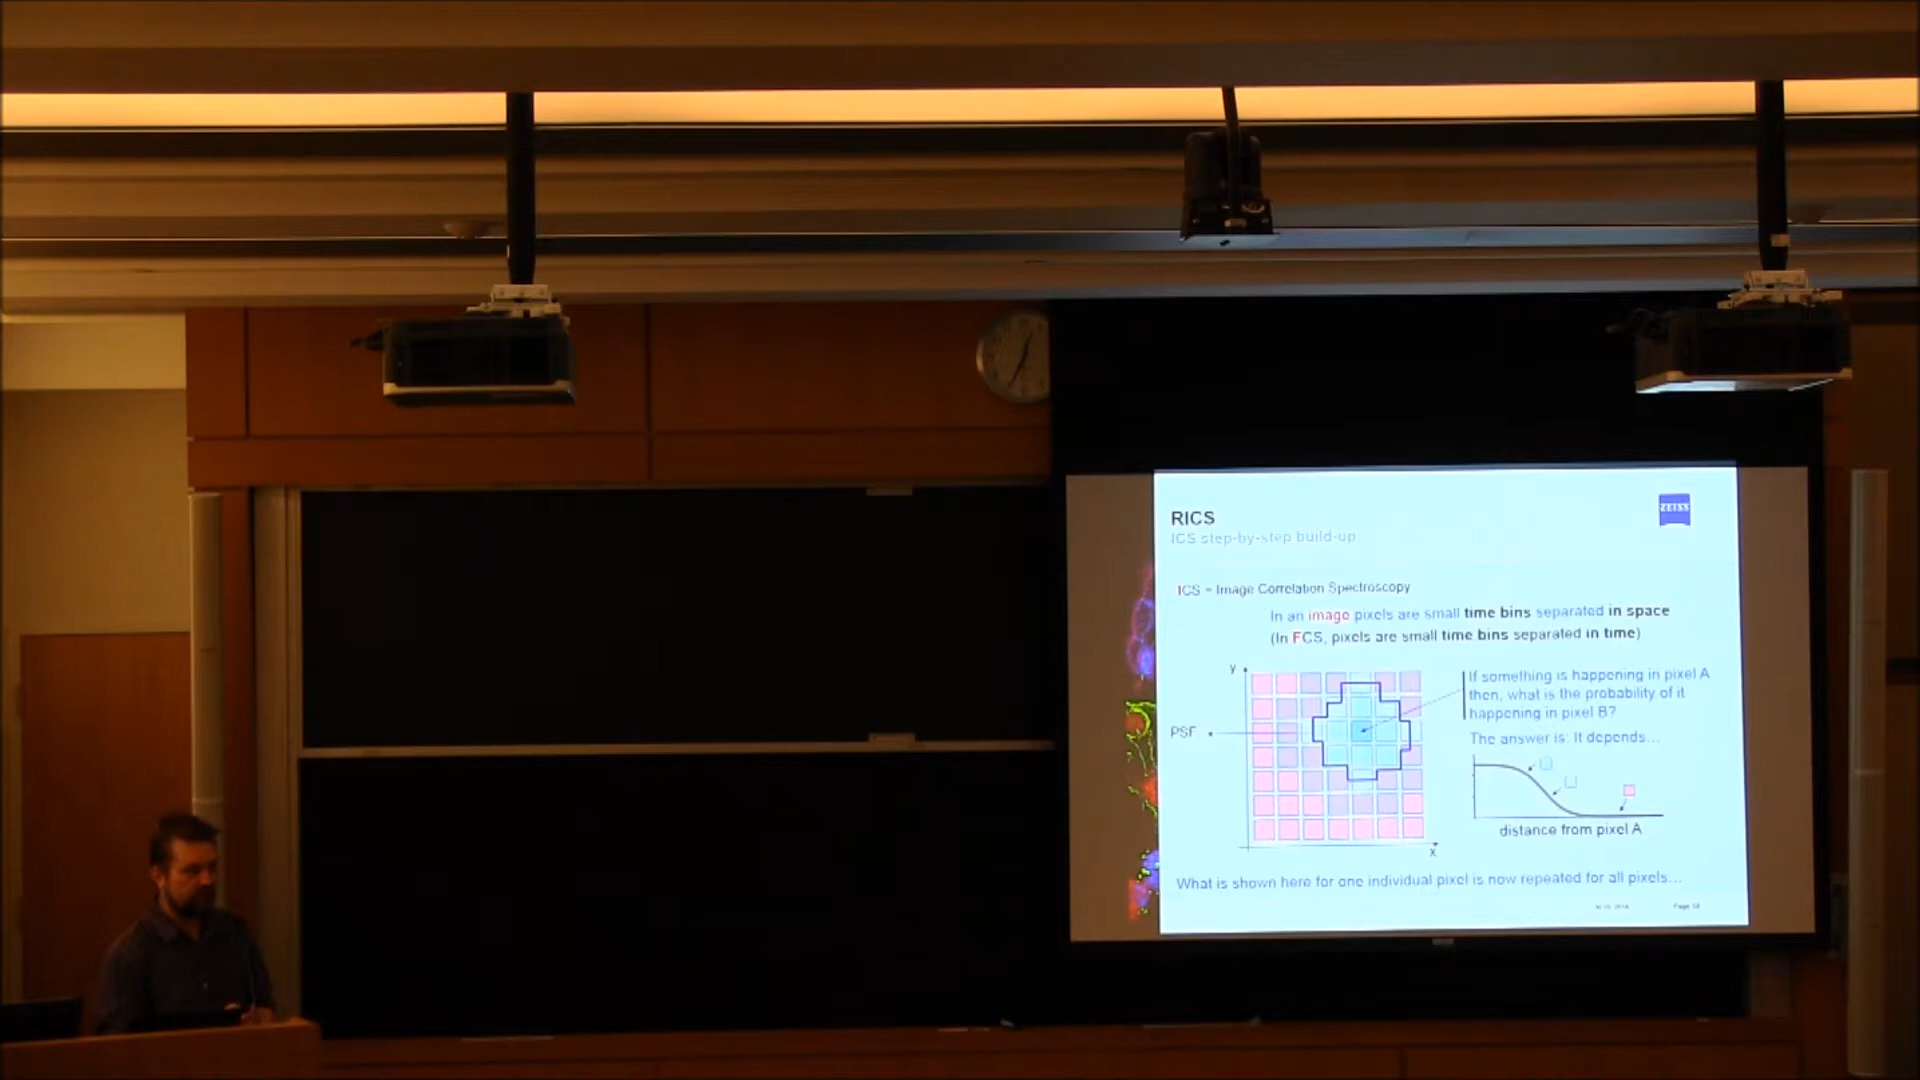 RICS
ZEISS
ICS step-by-step build-up
ICS - Image Correlation Spectroscopy
In an image pixels are small time bins separated in space
(In FCS, pixels are small time bins separated in time)
y
If something is happening in pixel A
then, what is the probability of it
happening in pixel B?
PSF
The answer is: It depends...
distance from pixel A
x
What is shown here for one individual pixel is now repeated for all pixels...
Page